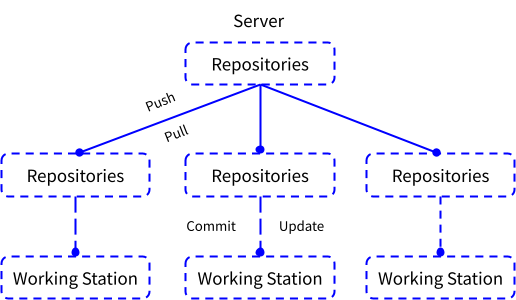 Server
Repositories
Push
Pull
Repositories
Repositories
Repositories
Commit
Update
Working Station
Working Station
Working Station